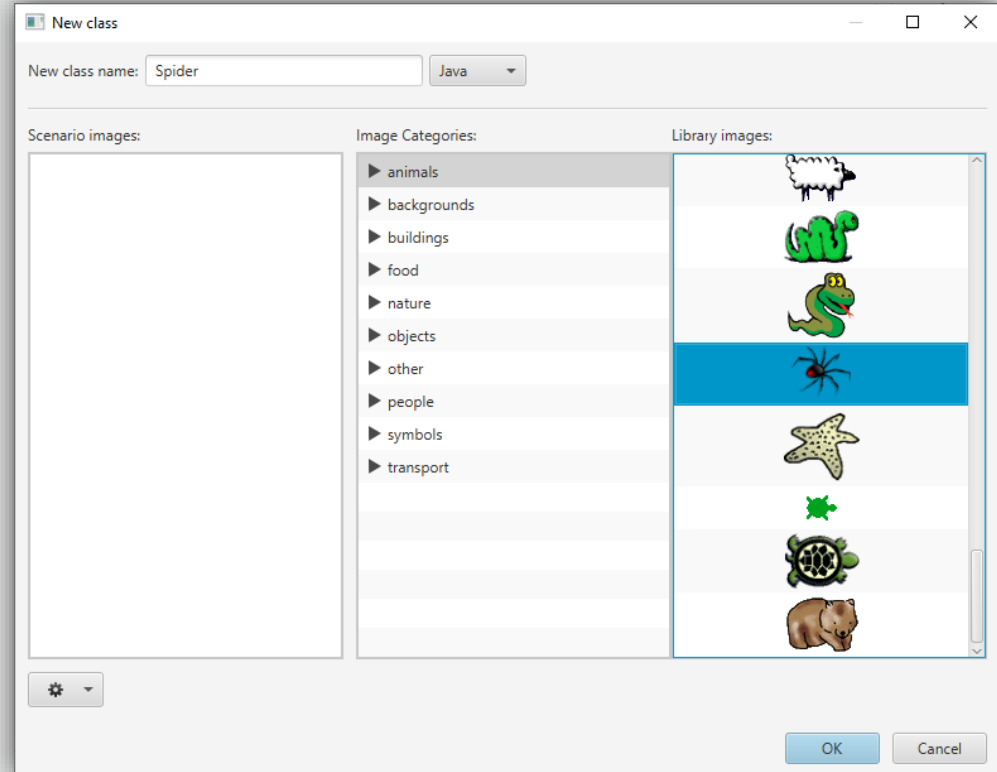 New class
New class name: Spider Java
Scenario images: Image Categories: Library images:
animals
backgrounds
buildings
food
nature
objects
other
people
symbols
transport
OK Cancel